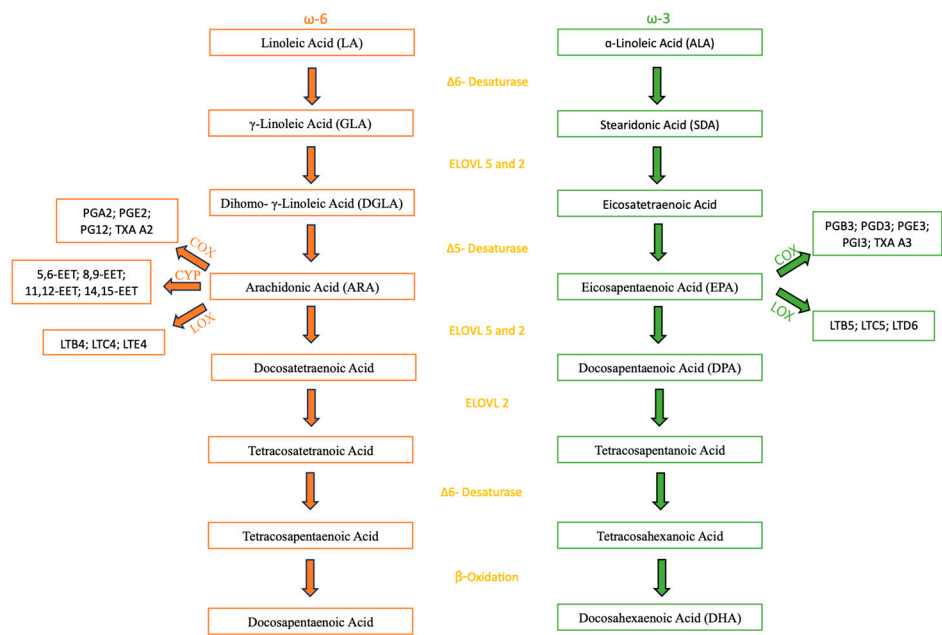 ω-6
ω-3
Linoleic Acid (LA)
α-Linoleic Acid (ALA)
Δ6- Desaturase
γ-Linoleic Acid (GLA)
Stearidonic Acid (SDA)
ELOVL 5 and 2
Dihomo- γ-Linoleic Acid (DGLA)
Eicosatetraenoic Acid
PGA2; PGE2;
PG12; TXA A2
PGB3; PGD3; PGE3;
PGI3; TXA A3
COX
Δ5- Desaturase
COX
5,6-EET; 8,9-EET;
11,12-EET; 14,15-EET
CYP
Arachidonic Acid (ARA)
Eicosapentaenoic Acid (EPA)
LOX
LOX
LTB4; LTC4; LTE4
ELOVL 5 and 2
LTB5; LTC5; LTD6
Docosatetraenoic Acid
Docosapentaenoic Acid (DPA)
ELOVL 2
Tetracosatetranoic Acid
Tetracosapentanoic Acid
Δ6- Desaturase
Tetracosapentaenoic Acid
Tetracosahexanoic Acid
β-Oxidation
Docosapentaenoic Acid
Docosahexaenoic Acid (DHA)